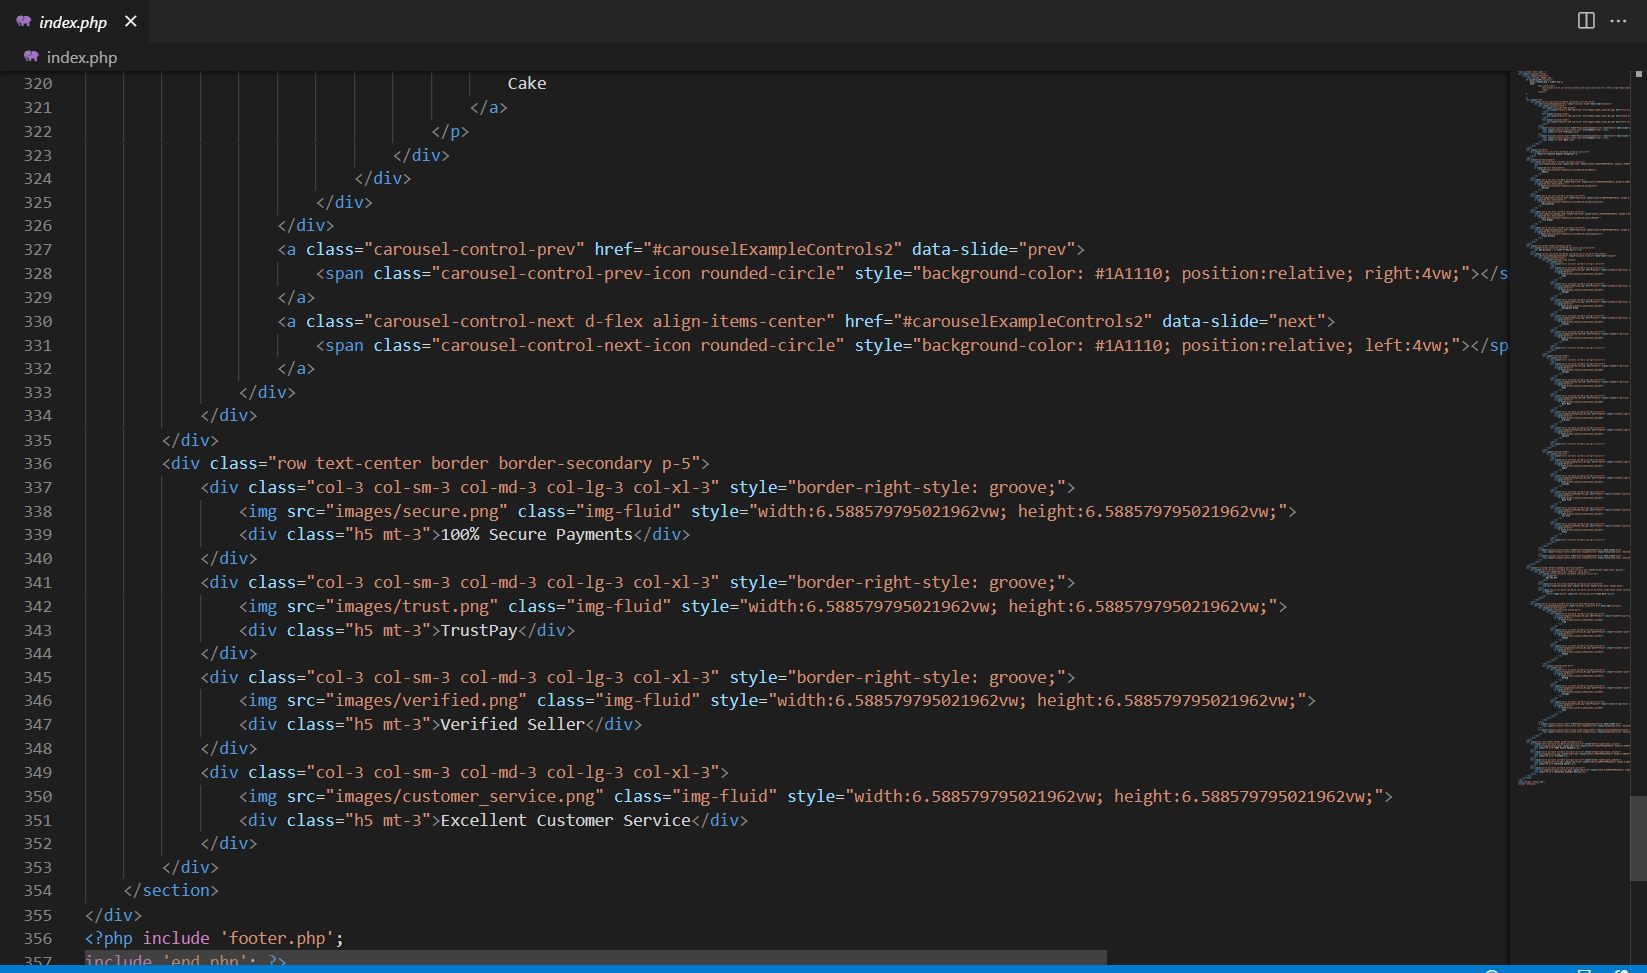 index.php
index.php
320 Cake
321 </a>
322 </p>
323 </div>
324 </div>
325 </div>
326 </div>
327 <a class="carousel-control-prev" href="#carouselExampleControls2" data-slide="prev">
328 <span class="carousel-control-prev-icon rounded-circle" style="background-color: #1A1110; position:relative; right:4vw;"></s
329 </a>
330 <a class="carousel-control-next d-flex align-items-center" href="#carouselExampleControls2" data-slide="next">
331 <span class="carousel-control-next-icon rounded-circle" style="background-color: #1A1110; position:relative; left:4vw;"></sp
332 </a>
333 </div>
334 </div>
335 </div>
336 <div class="row text-center border border-secondary p-5">
337 <div class="col-3 col-sm-3 col-md-3 col-lg-3 col-xl-3" style="border-right-style: groove;">
338 <img src="images/secure.png" class="img-fluid" style="width:6.588579795021962vw; height:6.588579795021962vw;">
339 <div class="h5 mt-3">100% Secure Payments</div>
340 </div>
341 <div class="col-3 col-sm-3 col-md-3 col-lg-3 col-xl-3" style="border-right-style: groove;">
342 <img src="images/trust.png" class="img-fluid" style="width:6.588579795021962vw; height:6.588579795021962vw;">
343 <div class="h5 mt-3">TrustPay</div>
344 </div>
345 <div class="col-3 col-sm-3 col-md-3 col-lg-3 col-xl-3" style="border-right-style: groove;">
346 <img src="images/verified.png" class="img-fluid" style="width:6.588579795021962vw; height:6.588579795021962vw;">
347 <div class="h5 mt-3">Verified Seller</div>
348 </div>
349 <div class="col-3 col-sm-3 col-md-3 col-lg-3 col-xl-3">
350 <img src="images/customer_service.png" class="img-fluid" style="width:6.588579795021962vw; height:6.588579795021962vw;">
351 <div class="h5 mt-3">Excellent Customer Service</div>
352 </div>
353 </div>
354 </section>
355 </div>
356 <?php include 'footer.php';
357 include 'end.php'; ?>